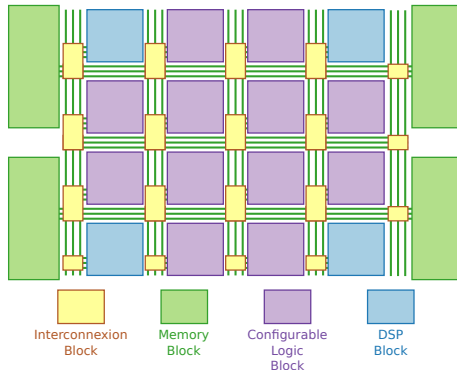 Interconnexion
Block
Memory
Block
Configurable
Logic
Block
DSP
Block